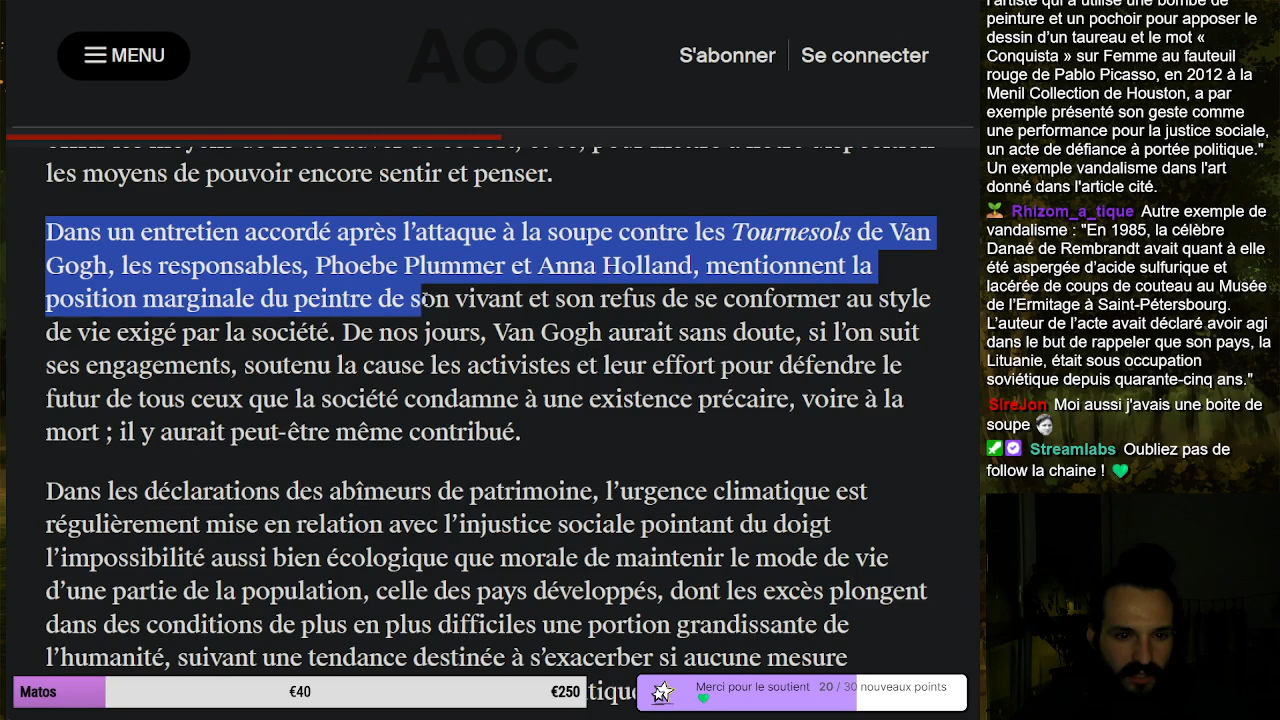 MENU
AOC
S'abonner
Se connecter
les moyens de pouvoir encore sentir et penser.
Dans un entretien accordé après l’attaque à la soupe contre les Tournesols de Van
Gogh, les responsables, Phoebe Plummer et Anna Holland, mentionnent la
position marginale du peintre de son vivant et son refus de se conformer au style
de vie exigé par la société. De nos jours, Van Gogh aurait sans doute, si l’on suit
ses engagements, soutenu la cause les activistes et leur effort pour défendre le
futur de tous ceux que la société condamne à une existence précaire, voire à la
mort ; il y aurait peut-être même contribué.
Dans les déclarations des abîmeurs de patrimoine, l’urgence climatique est
régulièrement mise en relation avec l’injustice sociale pointant du doigt
l’impossibilité aussi bien écologique que morale de maintenir le mode de vie
d’une partie de la population, celle des pays développés, dont les excès plongent
dans des conditions de plus en plus difficiles une portion grandissante de
l’humanité, suivant une tendance destinée à s’exacerber si aucune mesure
Matos
€40
€250
Merci pour le soutient 20 / 30 nouveaux points
l'artiste qui a utilisé une bombe de
peinture et un pochoir pour apposer le
dessin d’un taureau et le mot «
Conquista » sur Femme au fauteuil
rouge de Pablo Picasso, en 2012 à la
Menil Collection de Houston, a par
exemple présenté son geste comme
une performance pour la justice sociale,
un acte de défiance à portée politique."
Un exemple vandalisme dans l'art
donné dans l'article cité.
Rhizom_a_tique Autre exemple de
vandalisme : "En 1985, la célèbre
Danaé de Rembrandt avait quant à elle
été aspergée d’acide sulfurique et
lacérée de coups de couteau au Musée
de l’Ermitage à Saint-Pétersbourg.
L’auteur de l’acte avait déclaré avoir agi
dans le but de rappeler que son pays, la
Lituanie, était sous occupation
soviétique depuis quarante-cinq ans."
SireJon Moi aussi j'avais une boite de
soupe
Streamlabs Oubliez pas de
follow la chaine !